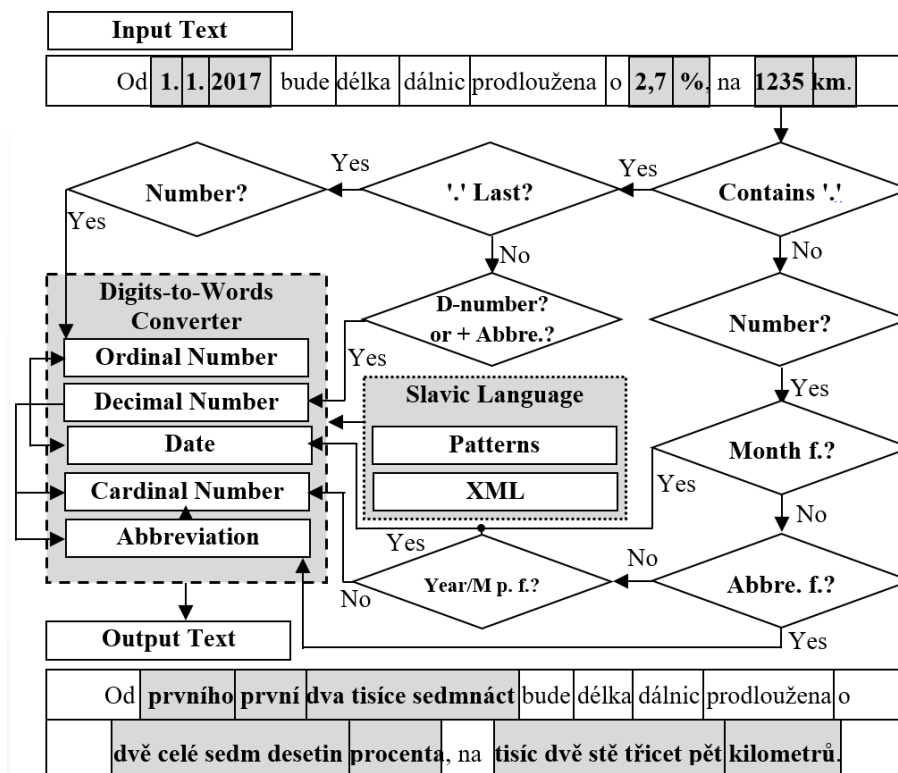 Input Text
Od 1. 1. 2017 bude délka dálnic prodloužena o 2,7 %, na 1235 km.
Yes
Yes
Number?
'.' Last?
Contains '.'
Yes
No
No
Digits-to-Words
Converter
D-number?
or + Abbre.?
Number?
Ordinal Number
Yes
Yes
Decimal Number
Slavic Language
Date
Patterns
Month f.?
Cardinal Number
XML
Yes
Abbreviation
Yes
No
No
Year/M p. f.?
Abbre. f.?
No
Yes
Output Text
Od prvního první dva tisíce sedmnáct bude délka dálnic prodloužena o
dvě celé sedm desetin procenta, na tisíc dvě stě třicet pět kilometrů.